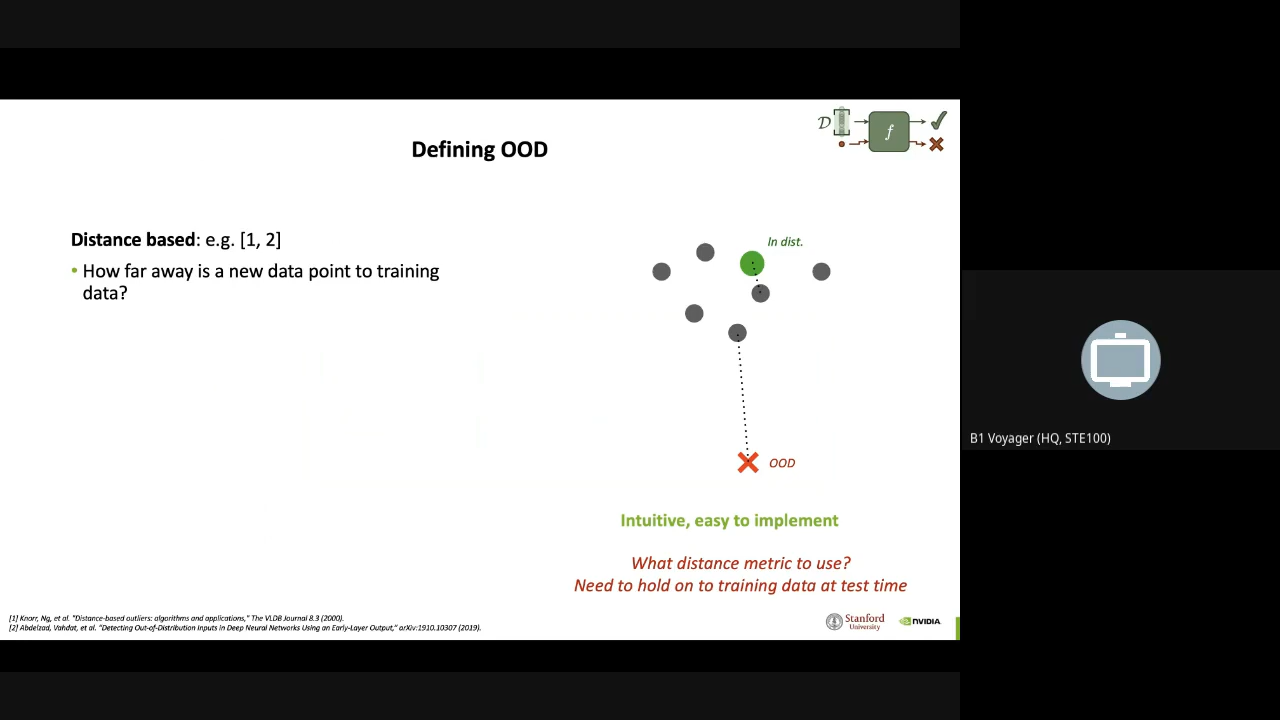 Defining OOD
𝒟
f
Distance based: e.g. [1, 2]
• How far away is a new data point to training
data?
In dist.
OOD
Intuitive, easy to implement
What distance metric to use?
Need to hold on to training data at test time
[1] Knorr, Ng, et al. "Distance-based outliers: algorithms and applications," The VLDB Journal 8.3 (2000).
[2] Abdelzad, Vahdat, et al. "Detecting Out-of-Distribution Inputs in Deep Neural Networks Using an Early-Layer Output," arXiv:1910.10307 (2019).
Stanford
University
NVIDIA.
B1 Voyager (HQ, STE100)